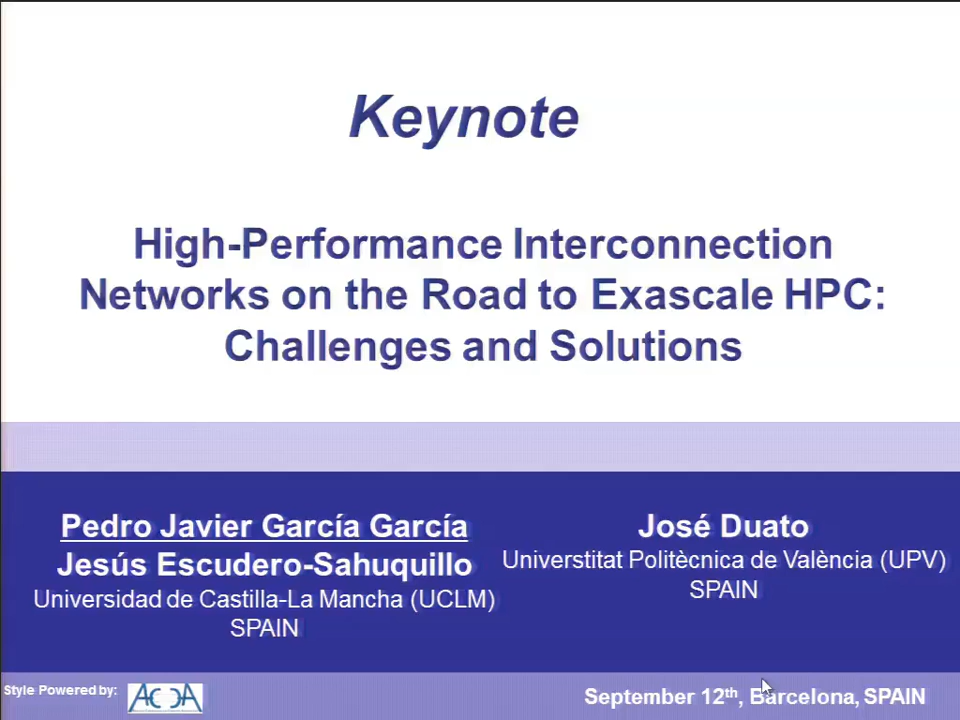 Keynote
High-Performance Interconnection
Networks on the Road to Exascale HPC:
Challenges and Solutions
Pedro Javier García García
Jesús Escudero-Sahuquillo
Universidad de Castilla-La Mancha (UCLM)
SPAIN
José Duato
Universtitat Politècnica de València (UPV)
SPAIN
Style Powered by:
ACCA
September 12th, Barcelona, SPAIN